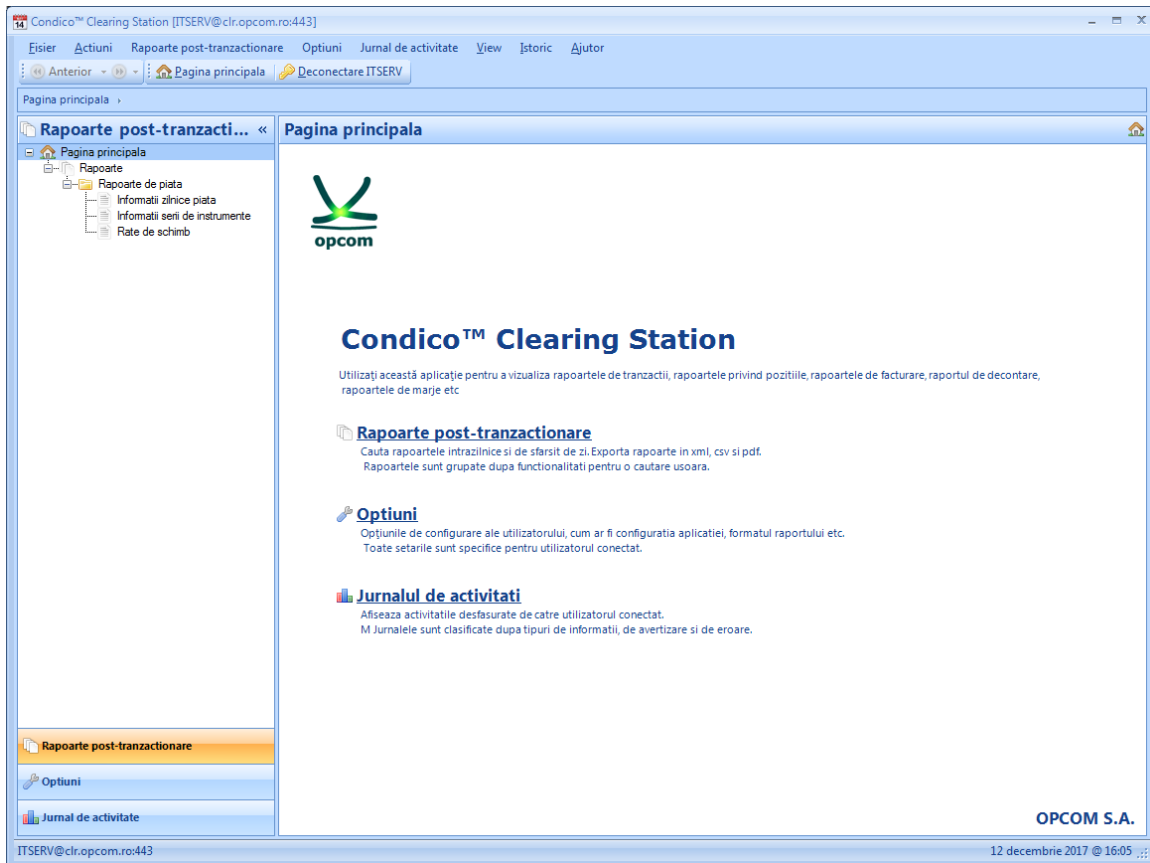 14
Condico™ Clearing Station [ITSERV@clr.opcom.ro:443]
Fisier Actiuni Rapoarte post-tranzactionare Optiuni Jurnal de activitate View Istoric Ajutor
Anterior Pagina principala Deconectare ITSERV
Pagina principala ›
Rapoarte post-tranzacti... «
Pagina principala
Rapoarte
Rapoarte de piata
Informatii zilnice piata
Informatii serii de instrumente
Rate de schimb
Pagina principala
opcom
Condico™ Clearing Station
Utilizați această aplicație pentru a vizualiza rapoartele de tranzactii, rapoartele privind pozitiile, rapoartele de facturare, raportul de decontare,
rapoartele de marje etc
Rapoarte post-tranzactionare
Cauta rapoartele intrazilnice si de sfarsit de zi. Exporta rapoarte in xml, csv si pdf.
Rapoartele sunt grupate dupa functionalitati pentru o cautare usoara.
Optiuni
Opțiunile de configurare ale utilizatorului, cum ar fi configuratia aplicatiei, formatul raportului etc.
Toate setarile sunt specifice pentru utilizatorul conectat.
Jurnalul de activitati
Afiseaza activitatile desfasurate de catre utilizatorul conectat.
M Jurnalele sunt clasificate dupa tipuri de informatii, de avertizare si de eroare.
Rapoarte post-tranzactionare
Optiuni
Jurnal de activitate
OPCOM S.A.
ITSERV@clr.opcom.ro:443
12 decembrie 2017 @ 16:05